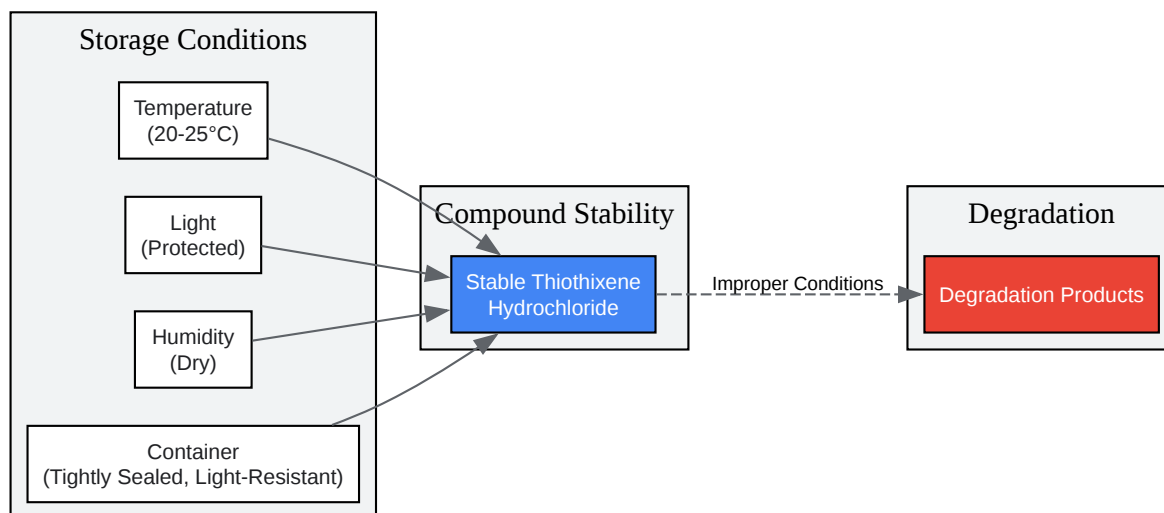 Storage Conditions
Temperature
(20-25°C)
Light
(Protected)
Humidity
(Dry)
Container
(Tightly Sealed, Light-Resistant)
Compound Stability
Stable Thiothixene
Hydrochloride
Improper Conditions
Degradation
Degradation Products